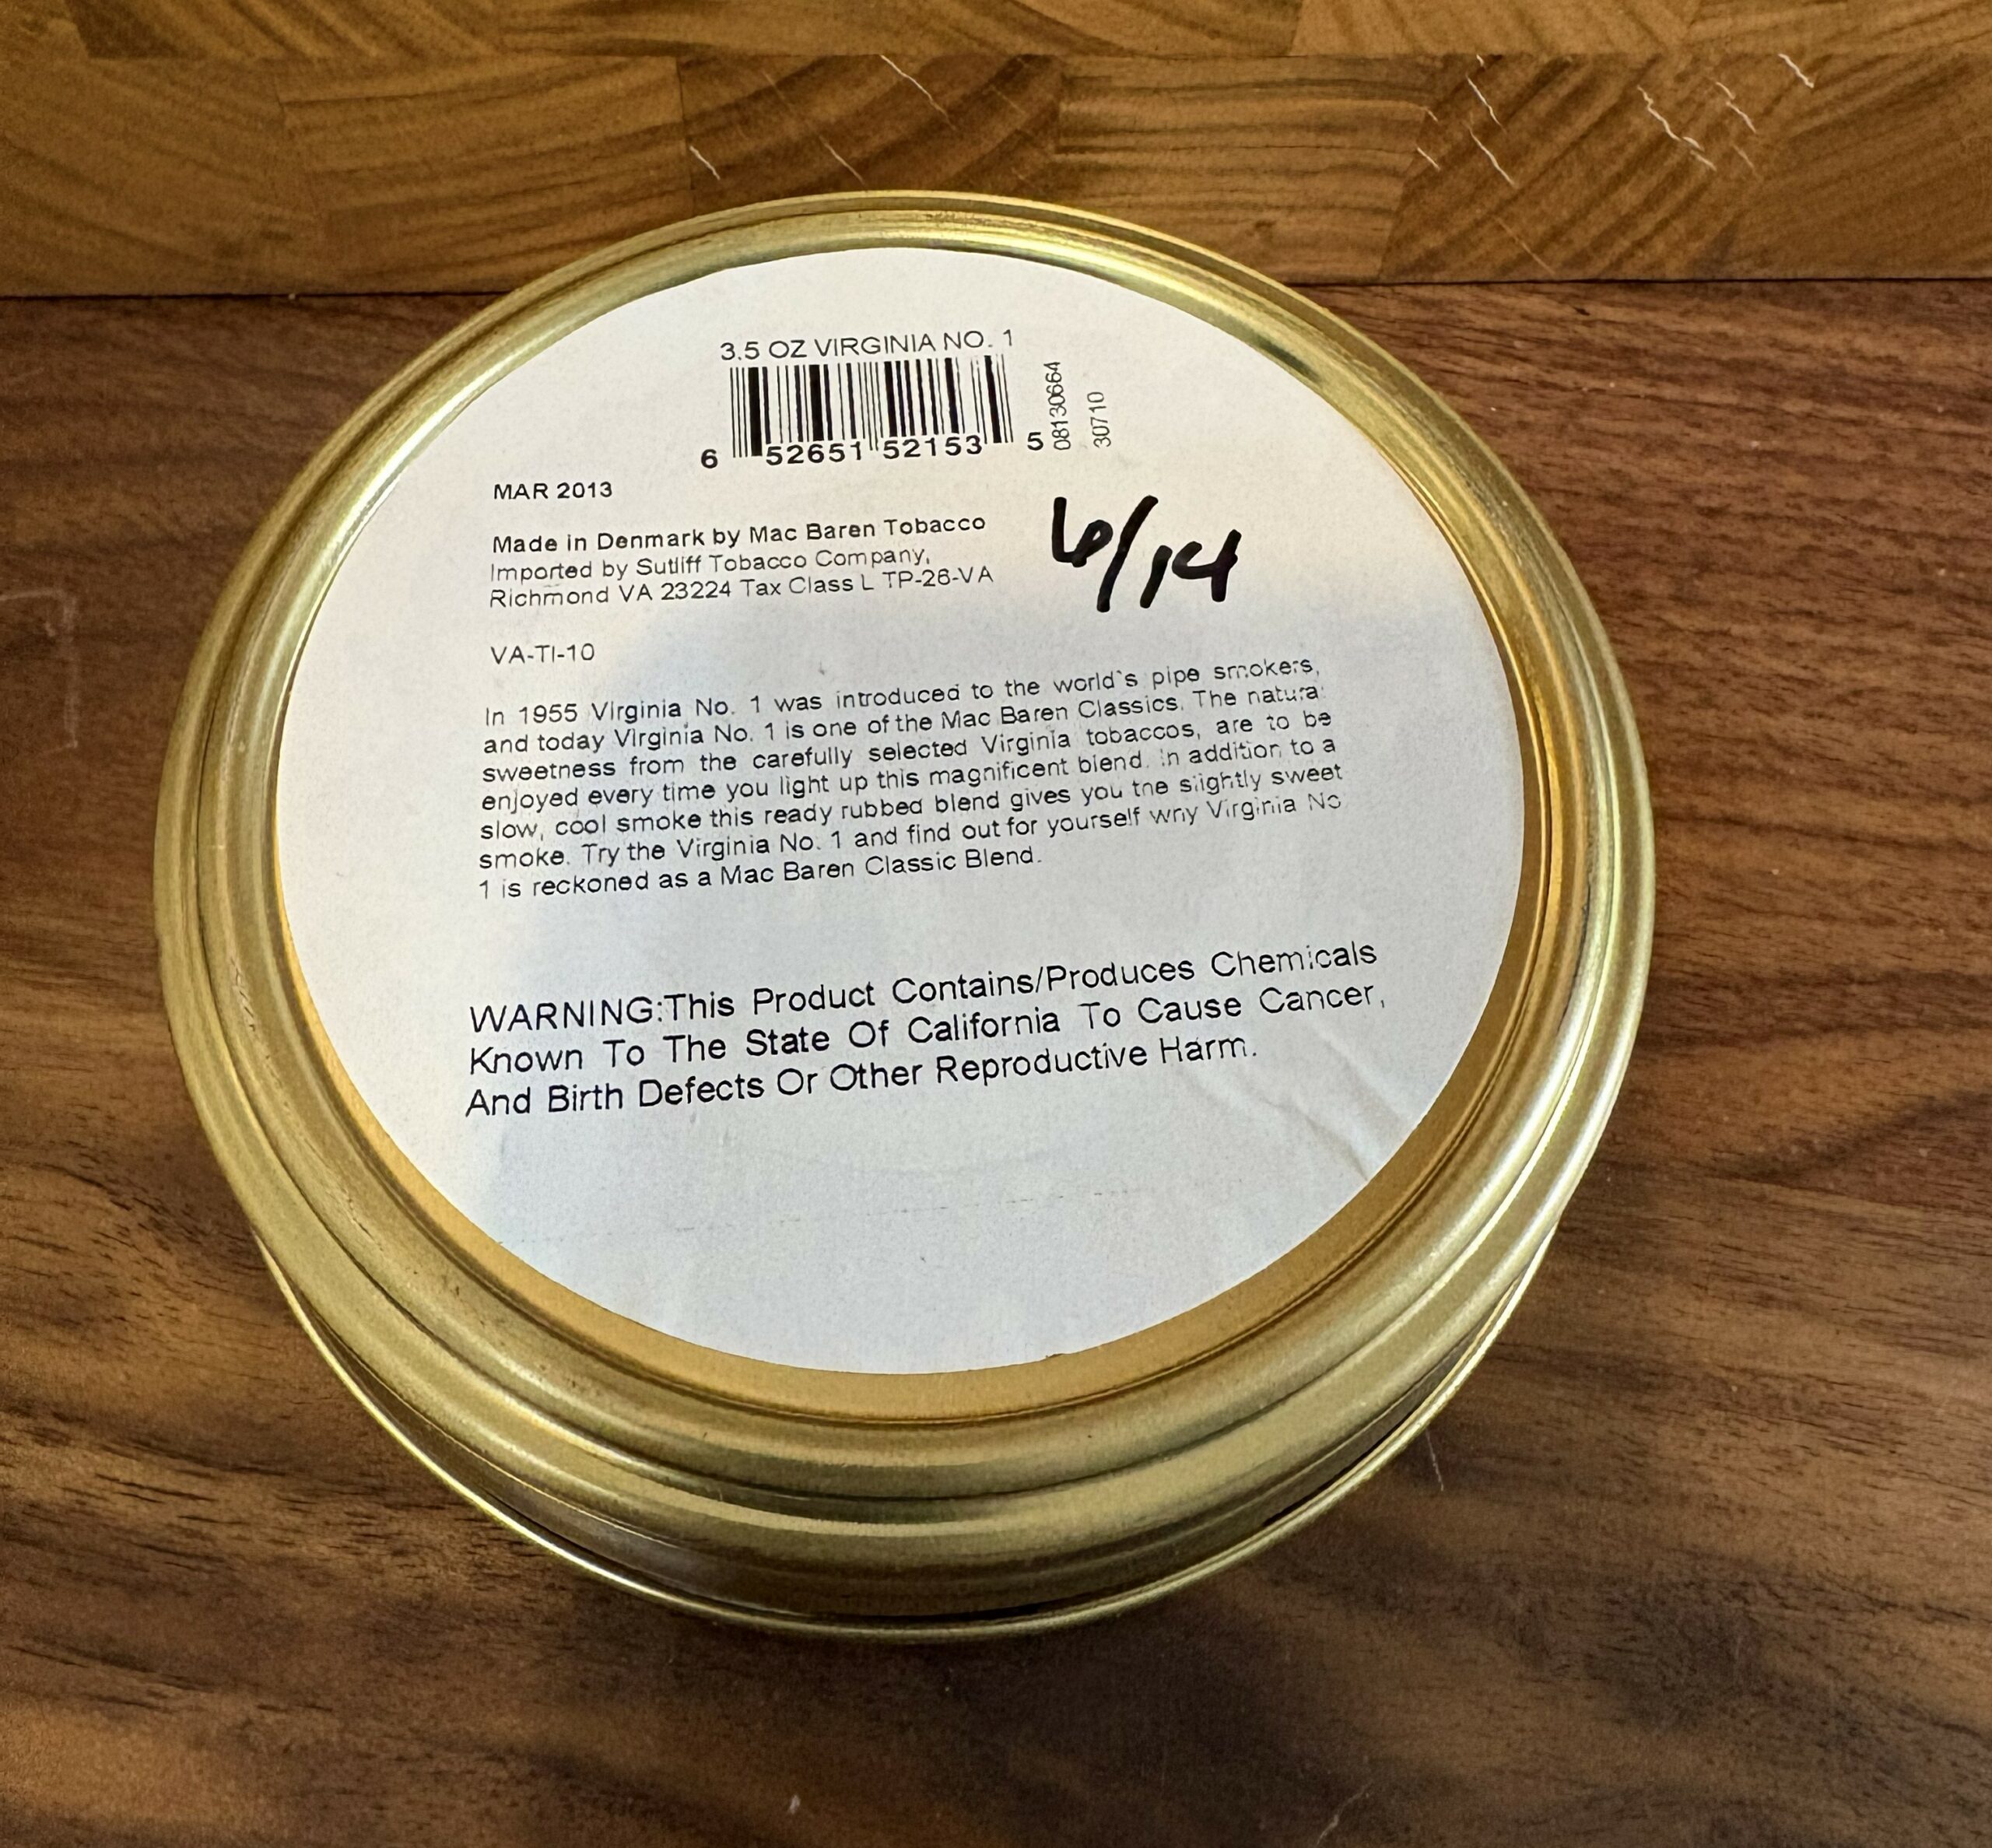 3.5 OZ VIRGINIA NO. 1
6 52651 52153 5
08130664
30710
MAR 2013
6/14
Made in Denmark by Mac Baren Tobacco
Imported by Sutliff Tobacco Company,
Richmond VA 23224 Tax Class L TP-26-VA
VA-TI-10
In 1955 Virginia No. 1 was introduced to the world`s pipe smokers,
and today Virginia No. 1 is one of the Mac Baren Classics. The natural
sweetness from the carefully selected Virginia tobaccos, are to be
enjoyed every time you light up this magnificent blend. In addition to a
slow, cool smoke this ready rubbed blend gives you the slightly sweet
smoke. Try the Virginia No. 1 and find out for yourself why Virginia No
1 is reckoned as a Mac Baren Classic Blend.
WARNING:This Product Contains/Produces Chemicals
Known To The State Of California To Cause Cancer,
And Birth Defects Or Other Reproductive Harm.